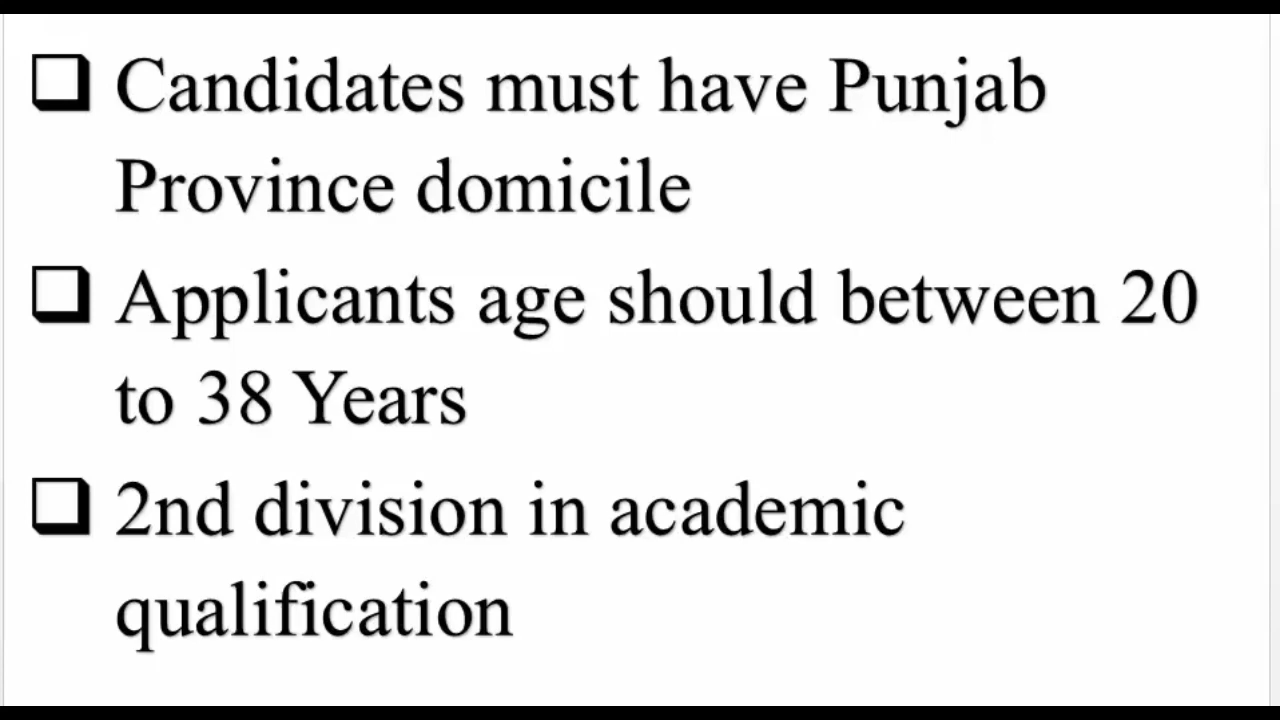 ❑ Candidates must have Punjab
Province domicile
❑ Applicants age should between 20
to 38 Years
❑ 2nd division in academic
qualification